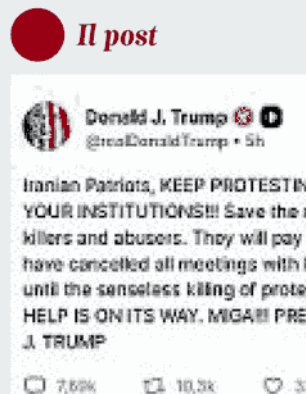 Il post
Donald J. Trump
@realDonaldTrump • 5h
Iranian Patriots, KEEP PROTESTIN
YOUR INSTITUTIONS!!! Save the
killers and abusers. They will pay
have cancelled all meetings with
until the senseless killing of prote
HELP IS ON ITS WAY. MIGA!!! PRE
J. TRUMP
7,69k 10,3k 3